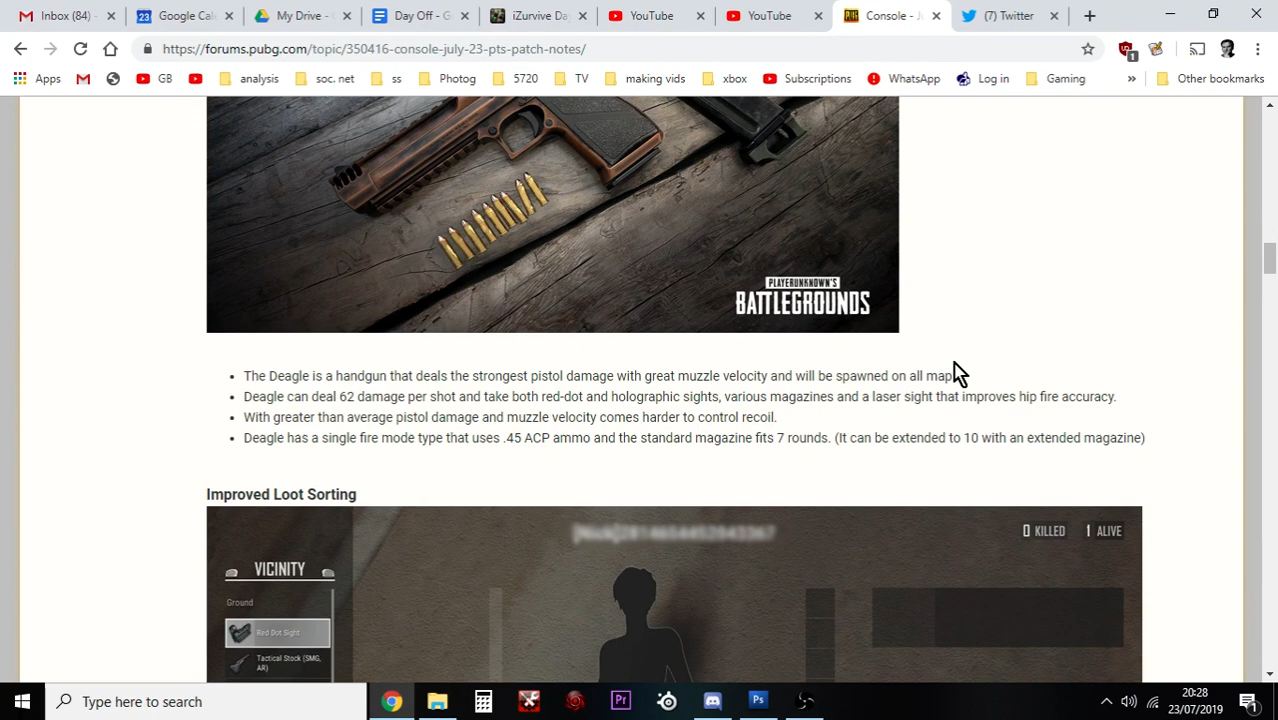 Inbox (84) -
Google Cal
My Drive - G
Day Off - G
iZurvive Day
YouTube
YouTube
Console - Ju
(7) Twitter
https://forums.pubg.com/topic/350416-console-july-23-pts-patch-notes/
1
Apps
GB
analysis
soc. net
ss
Photog
5720
TV
making vids
xbox
Subscriptions
WhatsApp
Log in
Gaming
»
Other bookmarks
PLAYERUNKNOWN'S
BATTLEGROUNDS
• The Deagle is a handgun that deals the strongest pistol damage with great muzzle velocity and will be spawned on all map
• Deagle can deal 62 damage per shot and take both red-dot and holographic sights, various magazines and a laser sight that improves hip fire accuracy.
• With greater than average pistol damage and muzzle velocity comes harder to control recoil.
• Deagle has a single fire mode type that uses .45 ACP ammo and the standard magazine fits 7 rounds. (It can be extended to 10 with an extended magazine)
Improved Loot Sorting
0 KILLED 1 ALIVE
VICINITY
Ground
Red Dot Sight
Tactical Stock (SMG,
AR)
Type here to search
Pr
Ps
20:28
23/07/2019
1